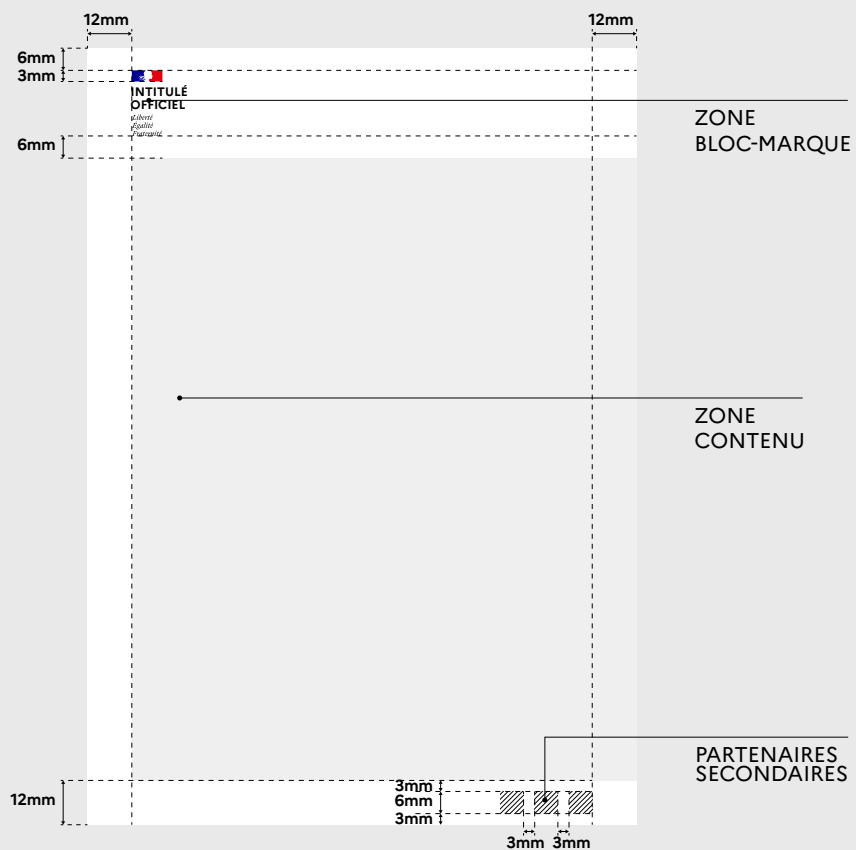 12mm
12mm
6mm
3mm
INTITULÉ
OFFICIEL
Liberté
Égalité
Fraternité
ZONE
BLOC-MARQUE
6mm
ZONE
CONTENU
PARTENAIRES
SECONDAIRES
12mm
3mm
6mm
3mm
3mm
3mm